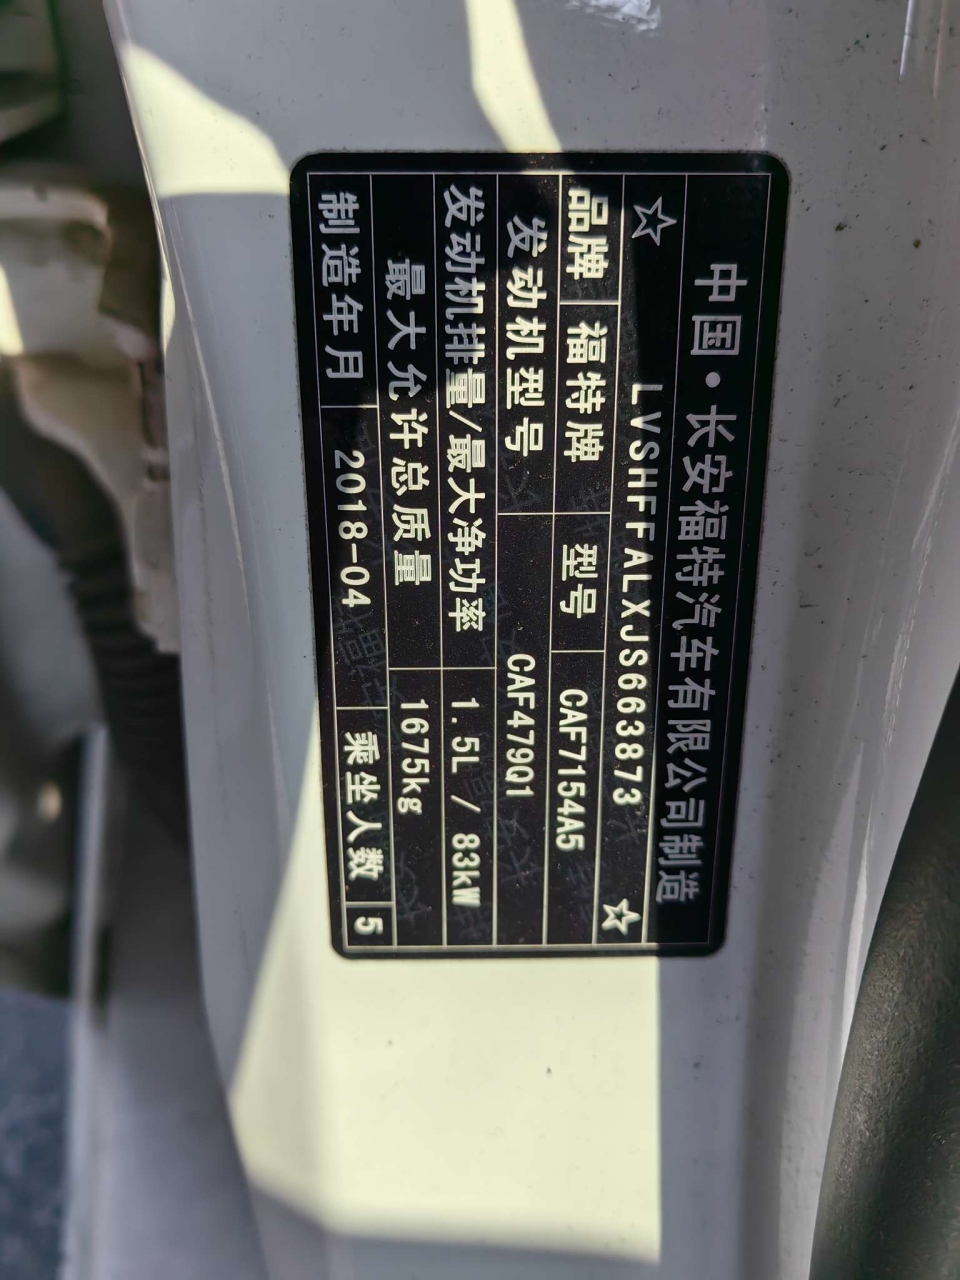 中国·长安福特汽车有限公司制造
☆ LVSHFFALXJS663873 ☆
品牌 福特牌 型号 CAF7154A5
发动机型号 CAF479Q1
发动机排量/最大净功率 1.5L / 83kW
最大允许总质量 1675kg
制造年月 2018-04 乘坐人数 5